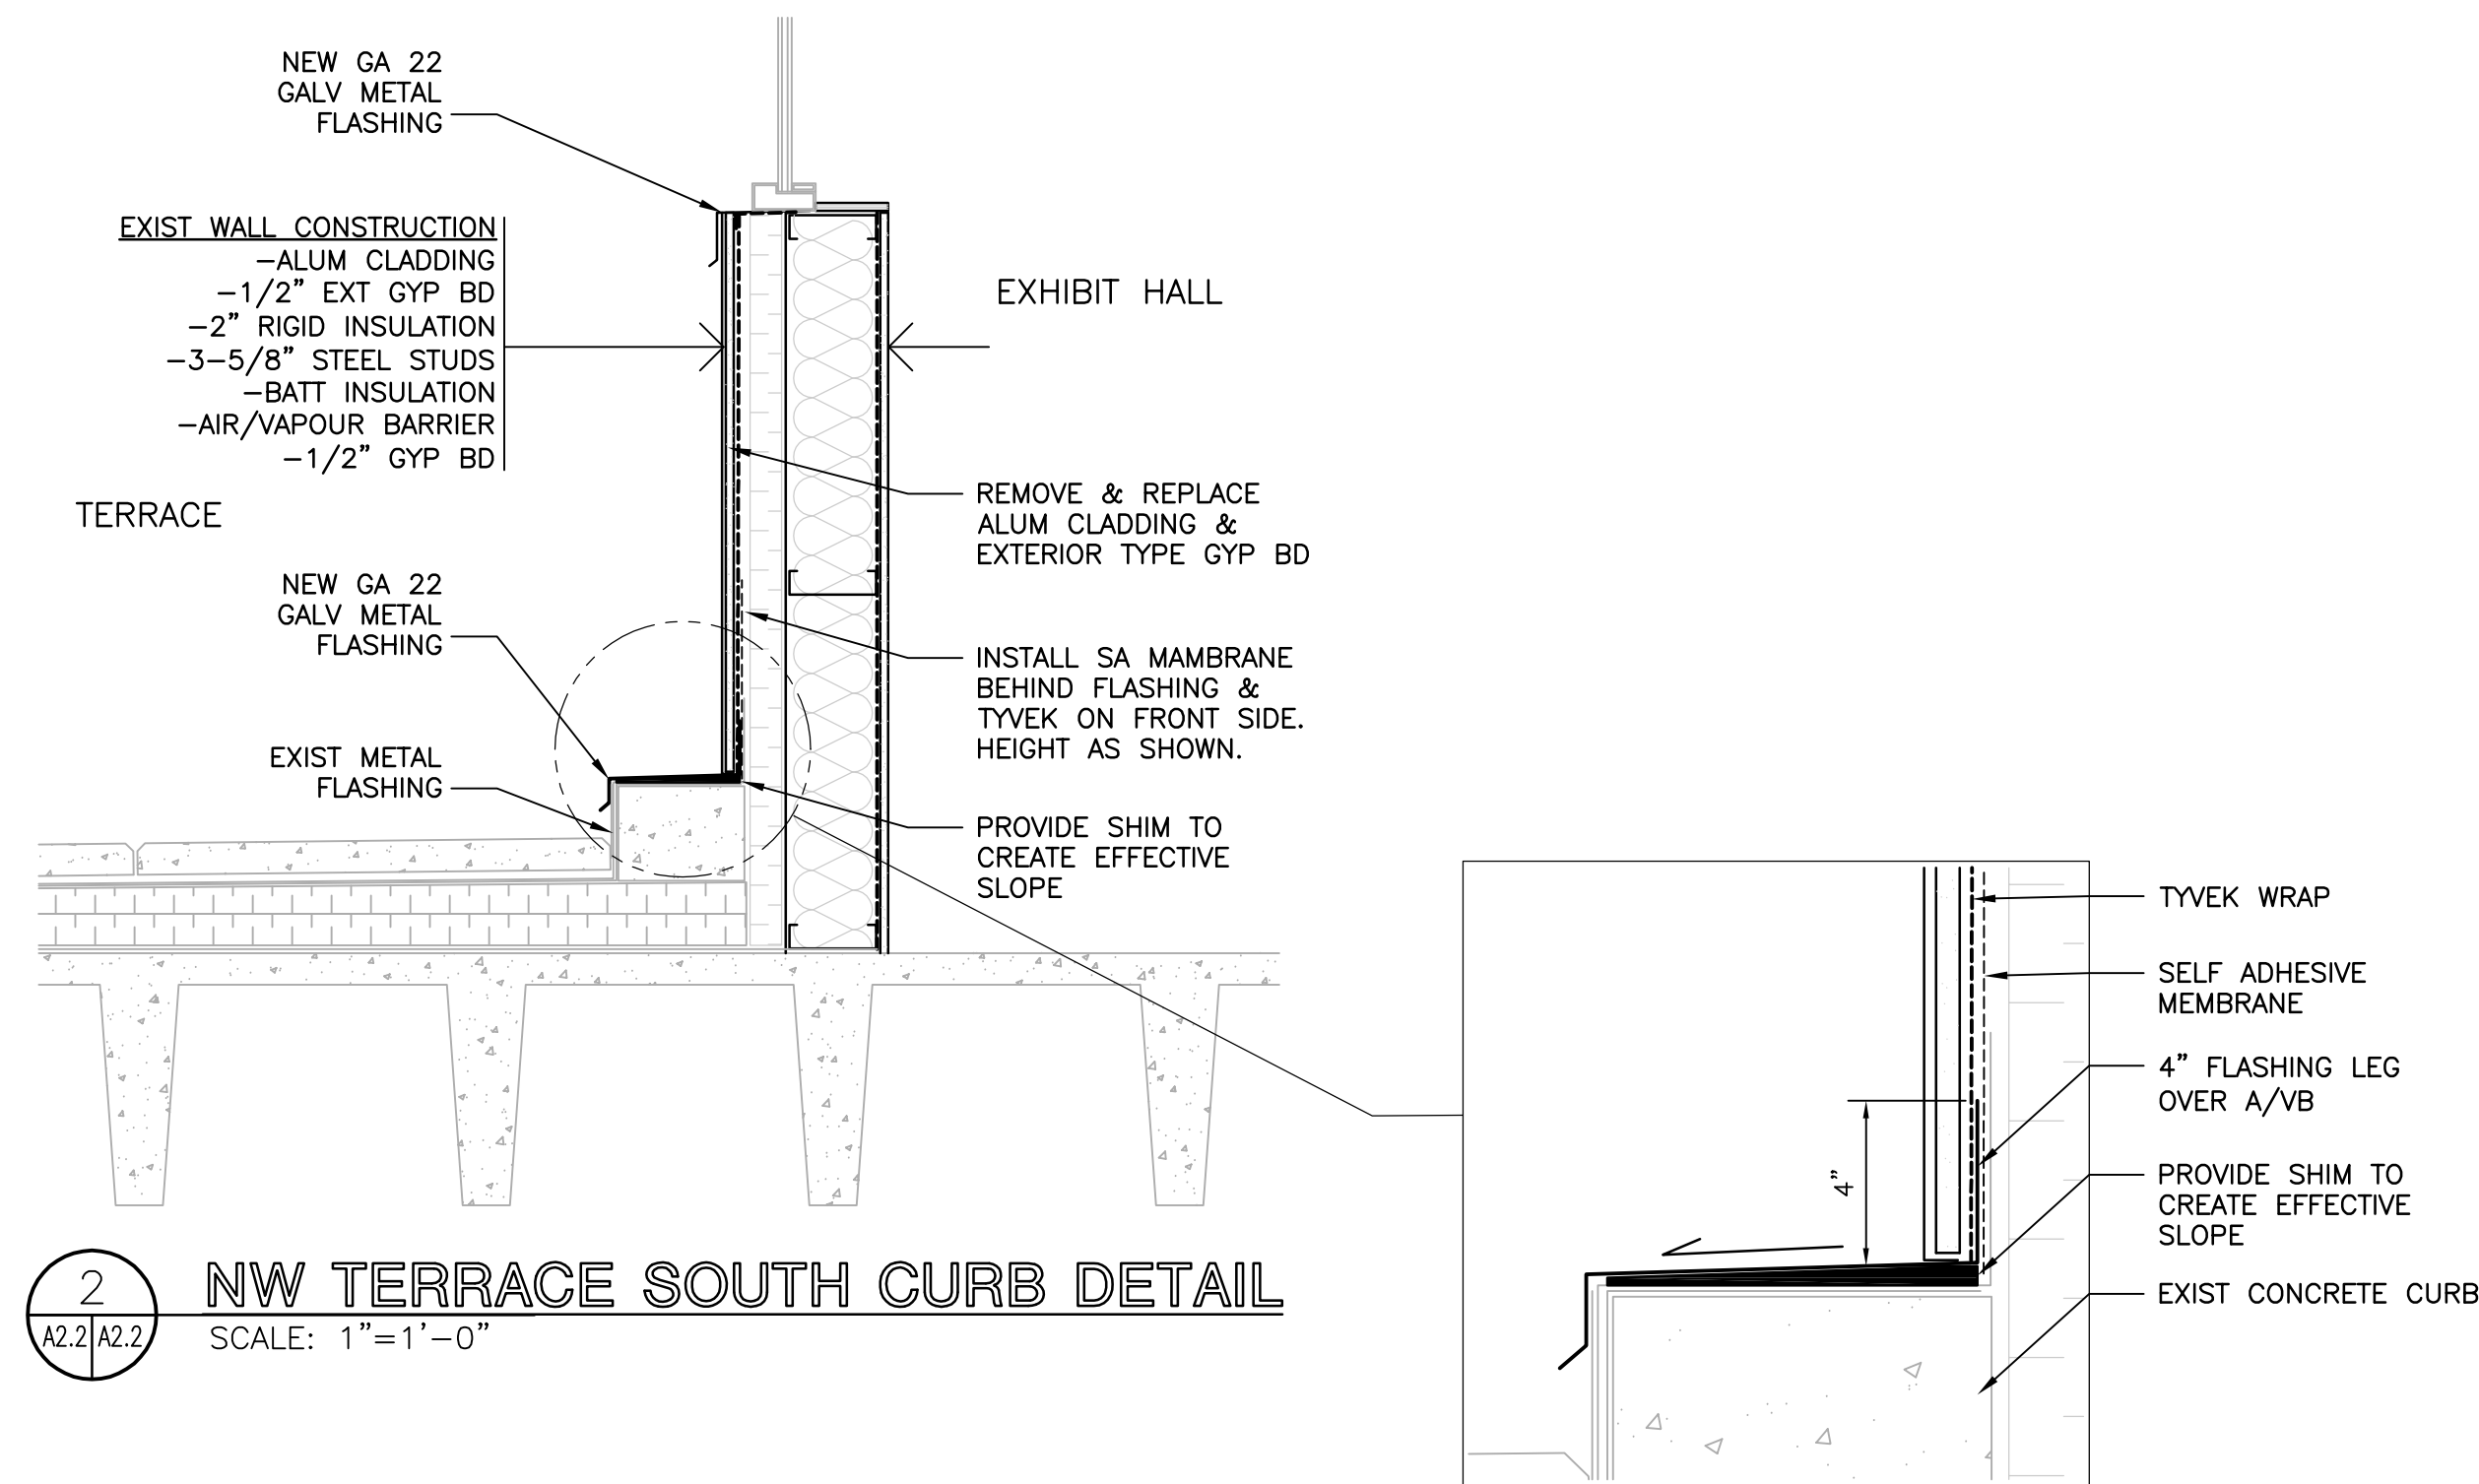 NEW GA 22
GALV METAL
FLASHING
EXIST WALL CONSTRUCTION
-ALUM CLADDING
-1/2" EXT GYP BD
-2" RIGID INSULATION
-3-5/8" STEEL STUDS
-BATT INSULATION
-AIR/VAPOUR BARRIER
-1/2" GYP BD
EXHIBIT HALL
TERRACE
REMOVE & REPLACE
ALUM CLADDING &
EXTERIOR TYPE GYP BD
NEW GA 22
GALV METAL
FLASHING
INSTALL SA MAMBRANE
BEHIND FLASHING &
TYVEK ON FRONT SIDE.
HEIGHT AS SHOWN.
EXIST METAL
FLASHING
PROVIDE SHIM TO
CREATE EFFECTIVE
SLOPE
TYVEK WRAP
SELF ADHESIVE
MEMBRANE
4" FLASHING LEG
OVER A/VB
4"
PROVIDE SHIM TO
CREATE EFFECTIVE
SLOPE
EXIST CONCRETE CURB
2
A2.2 A2.2
NW TERRACE SOUTH CURB DETAIL
SCALE: 1"=1'-0"